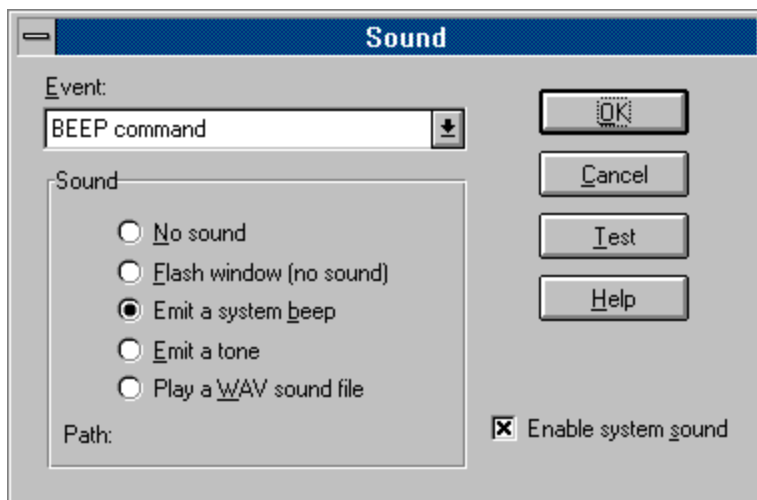 Sound
Event:
BEEP command
Sound
No sound
Flash window (no sound)
Emit a system beep
Emit a tone
Play a WAV sound file
Path:
OK
Cancel
Test
Help
Enable system sound